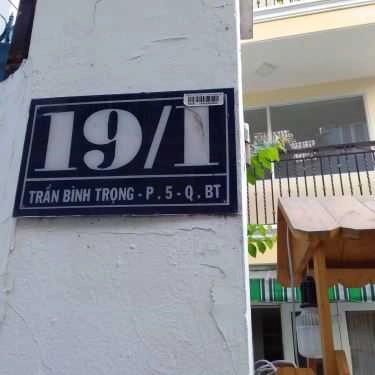 19/1
TRẦN BÌNH TRỌNG - P . 5 - Q . BT